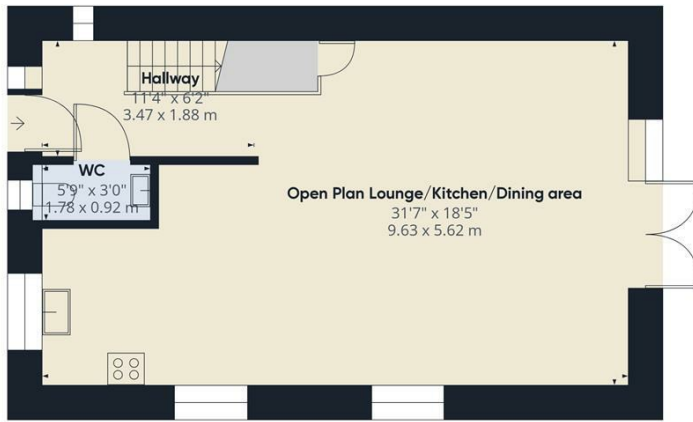 Hallway
11'4" x 6'2"
3.47 x 1.88 m
WC
5'9" x 3'0"
1.78 x 0.92 m
Open Plan Lounge/Kitchen/Dining area
31'7" x 18'5"
9.63 x 5.62 m